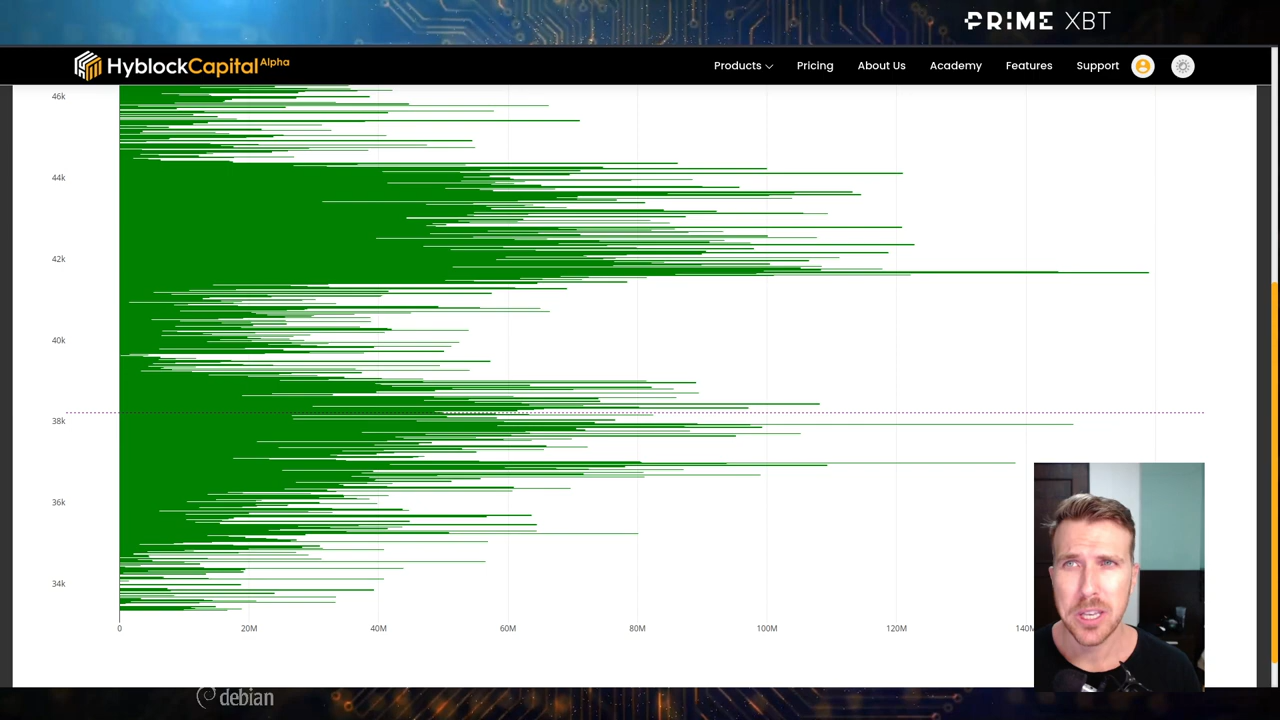 PRIME XBT
HyblockCapital Alpha
Products Pricing About Us Academy Features Support
46k
44k
42k
40k
38k
36k
34k
0 20M 40M 60M 80M 100M 120M 140M
debian